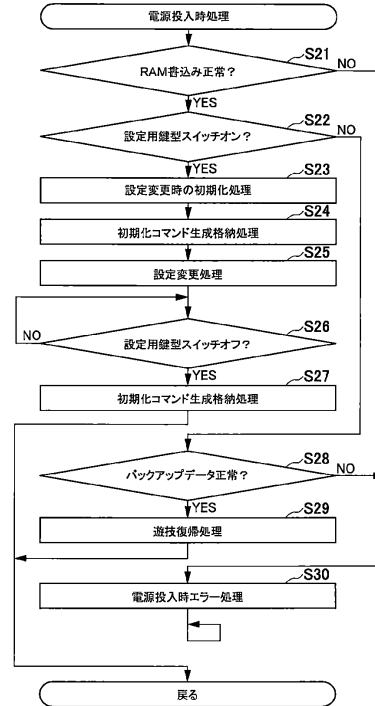 電源投入時処理
S21
RAM書込み正常?
NO
YES
S22
設定用鍵型スイッチオン?
NO
YES
S23
設定変更時の初期化処理
S24
初期化コマンド生成格納処理
S25
設定変更処理
S26
設定用鍵型スイッチオフ?
NO
YES
S27
初期化コマンド生成格納処理
S28
バックアップデータ正常?
NO
YES
S29
遊技復帰処理
S30
電源投入時エラー処理
戻る